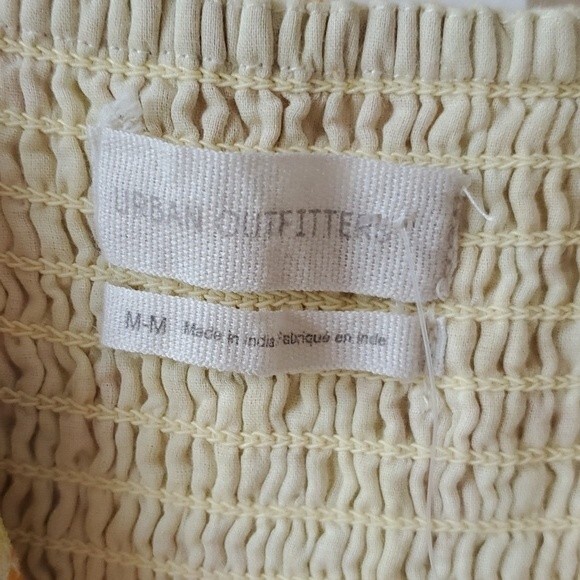 URBAN OUTFITTERS
M-M Made in India/Fabriqué en Inde